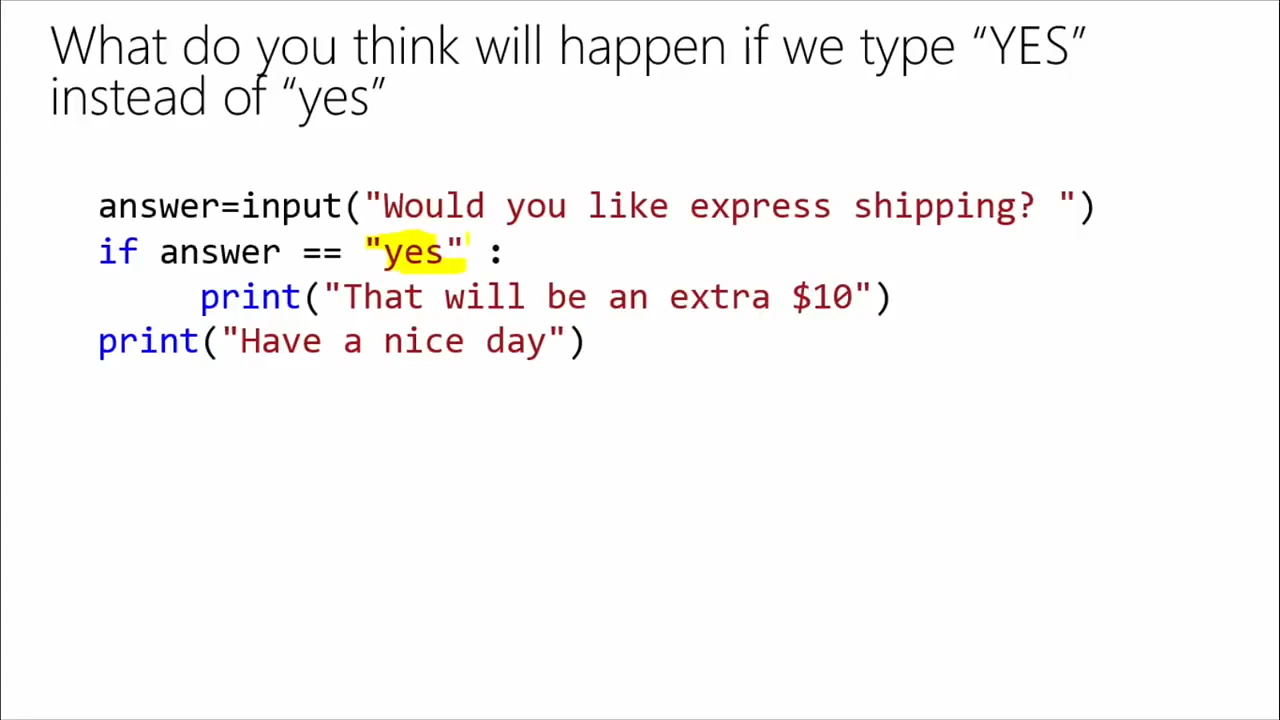 What do you think will happen if we type “YES”
instead of “yes”
answer=input("Would you like express shipping? ")
if answer == "yes" :
    print("That will be an extra $10")
print("Have a nice day")